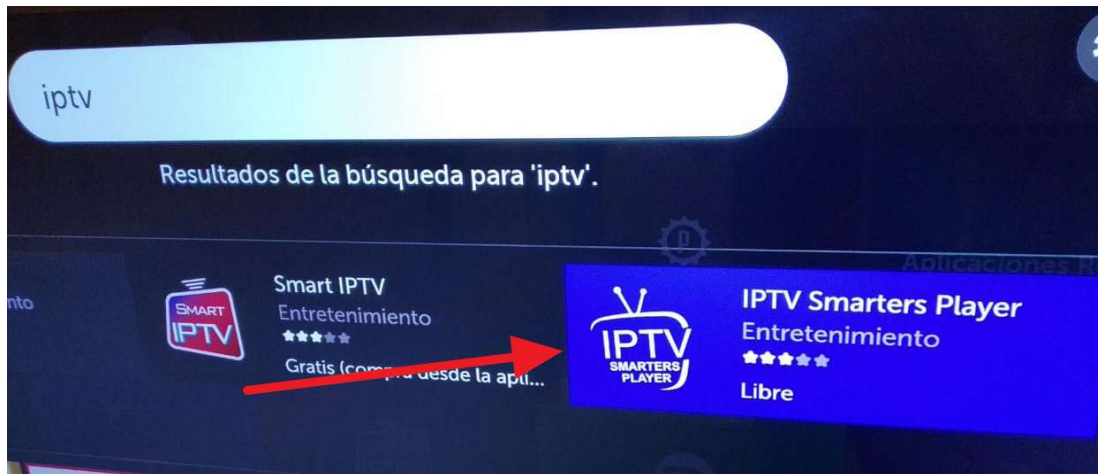 iptv
Resultados de la búsqueda para 'iptv'.
Aplicaciones R
nto
SMART
IPTV
Smart IPTV
Entretenimiento
Gratis (compra desde la apli...
IPTV
SMARTERS
PLAYER
IPTV Smarters Player
Entretenimiento
Libre